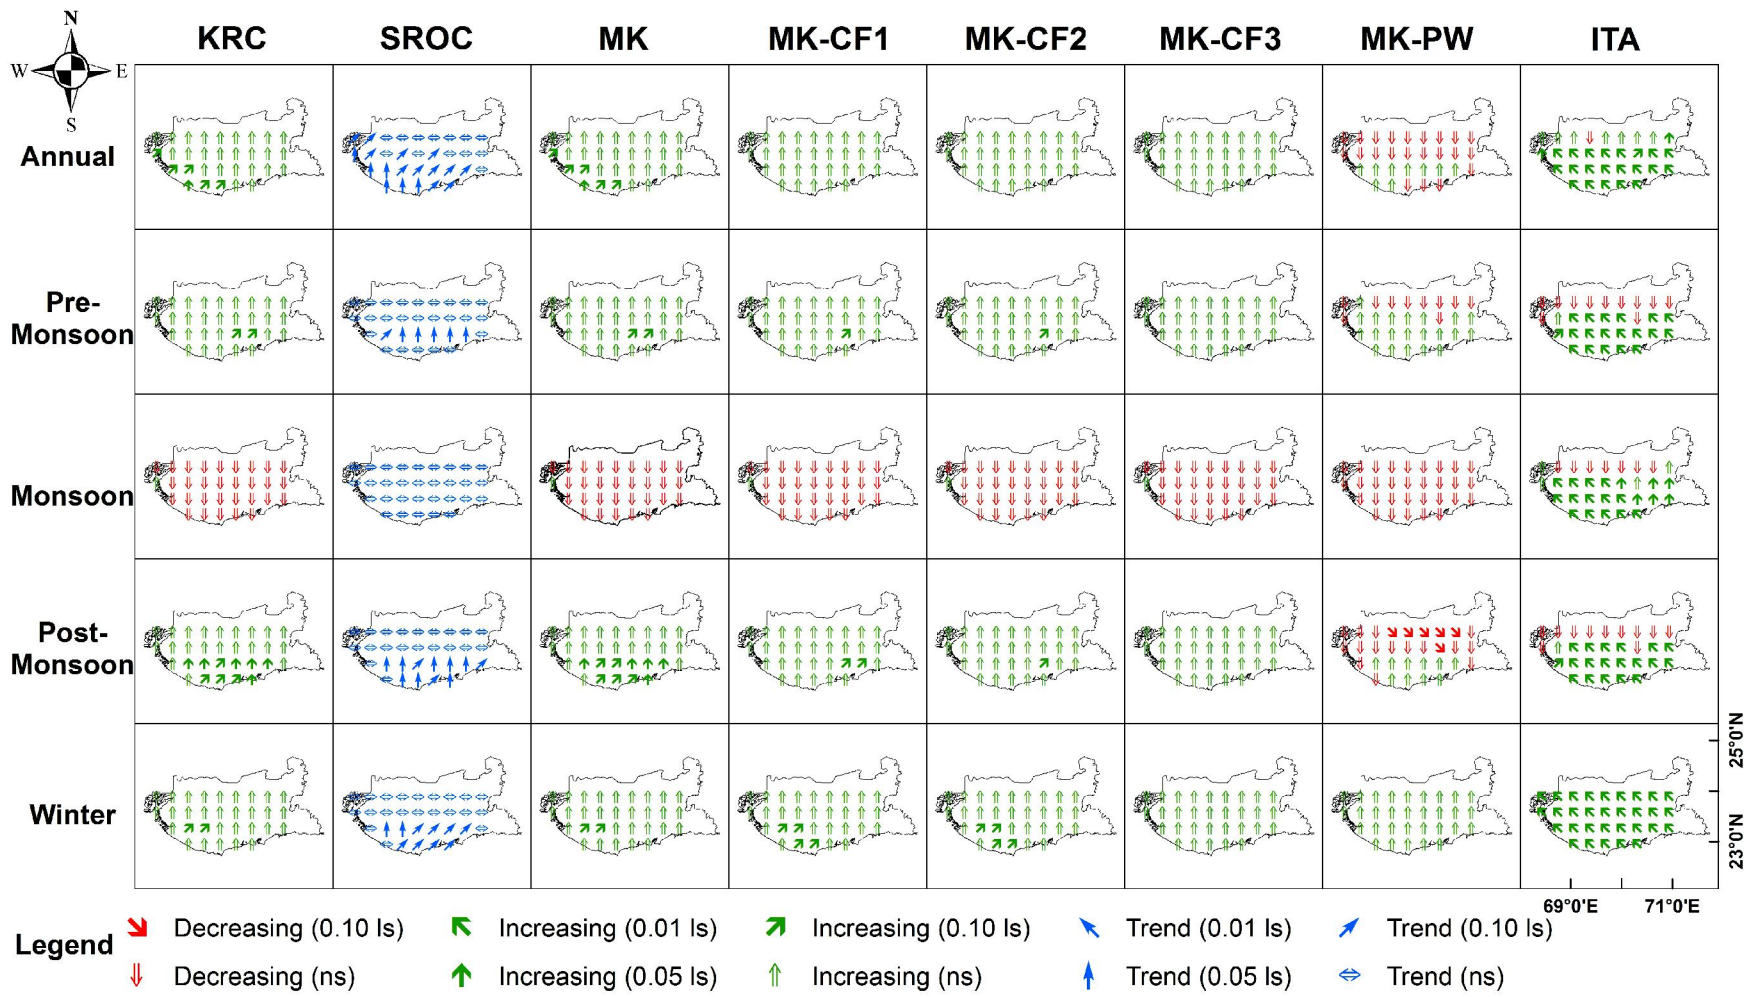 N
W E
S
KRC SROC MK MK-CF1 MK-CF2 MK-CF3 MK-PW ITA
Annual
Pre-
Monsoon
Monsoon
Post-
Monsoon
Winter
25°0'N
23°0'N
69°0'E 71°0'E
Legend
Decreasing (0.10 ls) Increasing (0.01 ls) Increasing (0.10 ls) Trend (0.01 ls) Trend (0.10 ls)
Decreasing (ns) Increasing (0.05 ls) Increasing (ns) Trend (0.05 ls) Trend (ns)